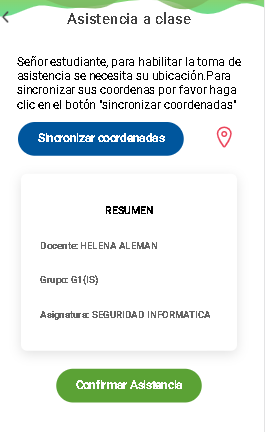 Asistencia a clase
Señor estudiante, para habilitar la toma de
asistencia se necesita su ubicación.Para
sincronizar sus coordenas por favor haga
clic en el botón "sincronizar coordenadas"
Sincronizar coordenadas
RESUMEN
Docente: HELENA ALEMAN
Grupo: G1(IS)
Asignatura: SEGURIDAD INFORMATICA
Confirmar Asistencia